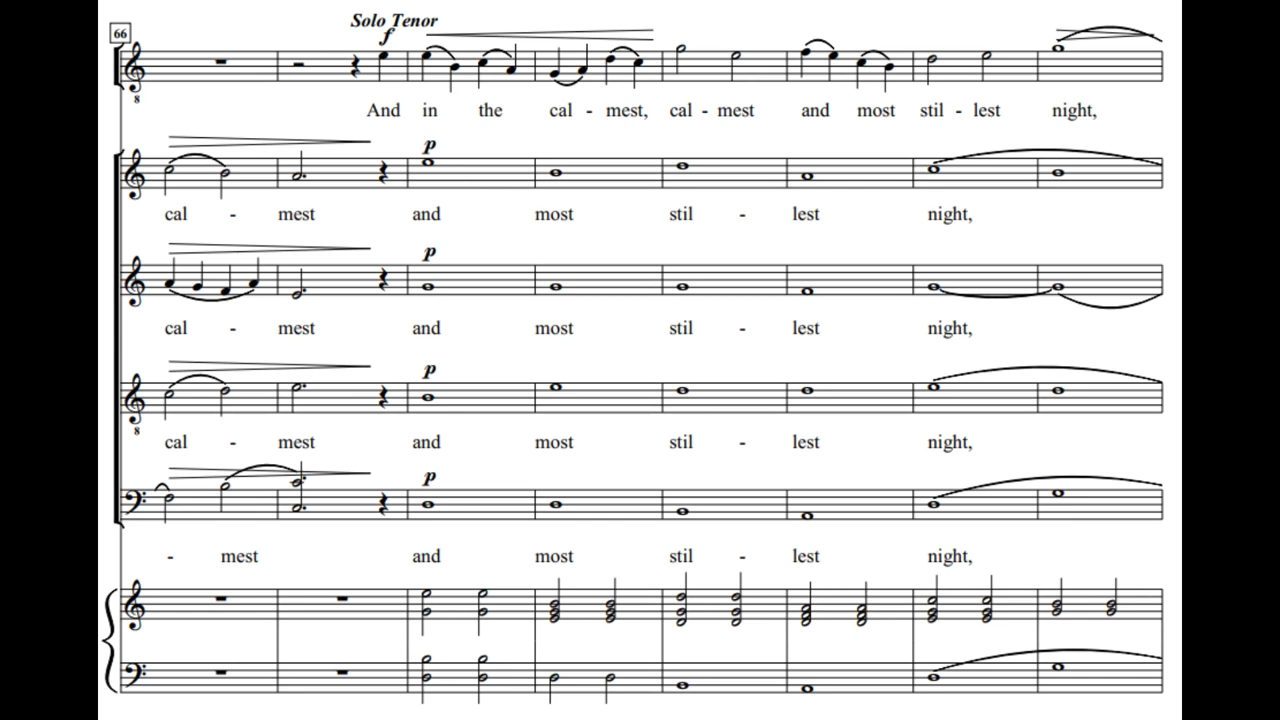 Solo Tenor
66
f
8
And in the cal - mest, cal - mest and most stil - lest night,
p
cal - mest and most stil - lest night,
p
cal - mest and most stil - lest night,
p
8
cal - mest and most stil - lest night,
p
- mest and most stil - lest night,